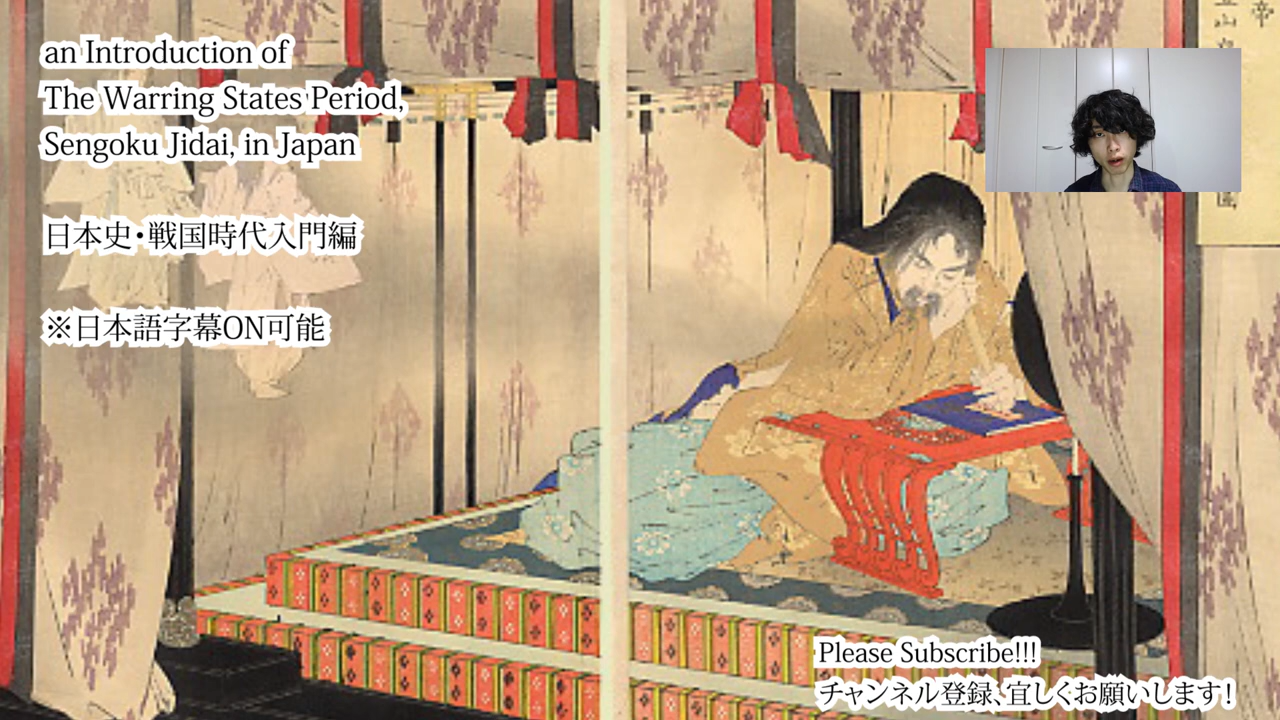 an Introduction of
The Warring States Period,
Sengoku Jidai, in Japan
日本史・戦国時代入門編
※日本語字幕ON可能
帝
山
Please Subscribe!!!
チャンネル登録、宜しくお願いします！